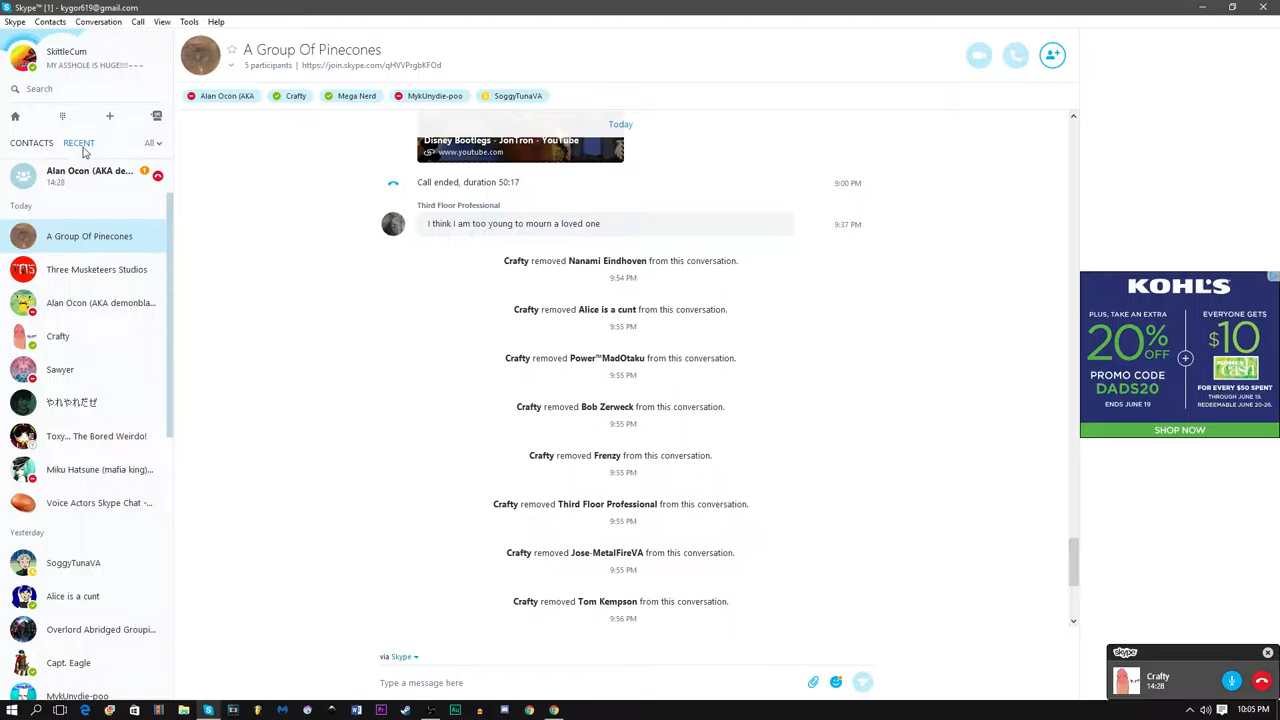 Skype™ [1] - kygor619@gmail.com
Skype Contacts Conversation Call View Tools Help
SkittleCum
MY ASSHOLE IS HUGE!!!~~~
Search
CONTACTS RECENT All
Alan Ocon (AKA de...
14:28
Today
A Group Of Pinecones
Three Musketeers Studios
Alan Ocon (AKA demonbla...
Crafty
Sawyer
やれやれだぜ
Toxy... The Bored Weirdo!
Miku Hatsune (mafia king)...
Voice Actors Skype Chat -...
Yesterday
SoggyTunaVA
Alice is a cunt
Overlord Abridged Groupi...
Capt. Eagle
MykUnydie-poo
A Group Of Pinecones
5 participants | https://join.skype.com/qHVVPrgbKFOd
Alan Ocon (AKA Crafty Mega Nerd MykUnydie-poo SoggyTunaVA
Today
Disney Bootlegs - JonTron - YouTube
www.youtube.com
Call ended, duration 50:17 9:00 PM
Third Floor Professional
I think I am too young to mourn a loved one 9:37 PM
Crafty removed Nanami Eindhoven from this conversation.
9:54 PM
Crafty removed Alice is a cunt from this conversation.
9:55 PM
Crafty removed Power™MadOtaku from this conversation.
9:55 PM
Crafty removed Bob Zerweck from this conversation.
9:55 PM
Crafty removed Frenzy from this conversation.
9:55 PM
Crafty removed Third Floor Professional from this conversation.
9:55 PM
Crafty removed Jose-MetalFireVA from this conversation.
9:55 PM
Crafty removed Tom Kempson from this conversation.
9:56 PM
via Skype
Type a message here
KOHL'S
PLUS, TAKE AN EXTRA
20% OFF
PROMO CODE
DADS20
ENDS JUNE 19
EVERYONE GETS
$10
KOHL'S cash
FOR EVERY $50 SPENT
THROUGH JUNE 19.
REDEEMABLE JUNE 20-26.
SHOP NOW
skype
Crafty
14:28
10:05 PM